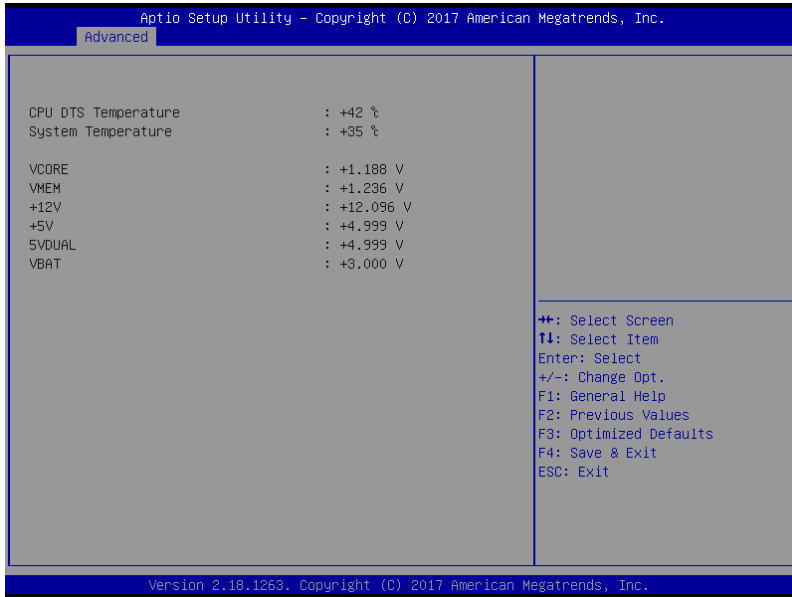 Aptio Setup Utility – Copyright (C) 2017 American Megatrends, Inc.
Advanced
CPU DTS Temperature : +42 ℃
System Temperature : +35 ℃
VCORE : +1.188 V
VMEM : +1.236 V
+12V : +12.096 V
+5V : +4.999 V
5VDUAL : +4.999 V
VBAT : +3.000 V
→←: Select Screen
↑↓: Select Item
Enter: Select
+/-: Change Opt.
F1: General Help
F2: Previous Values
F3: Optimized Defaults
F4: Save & Exit
ESC: Exit
Version 2.18.1263. Copyright (C) 2017 American Megatrends, Inc.